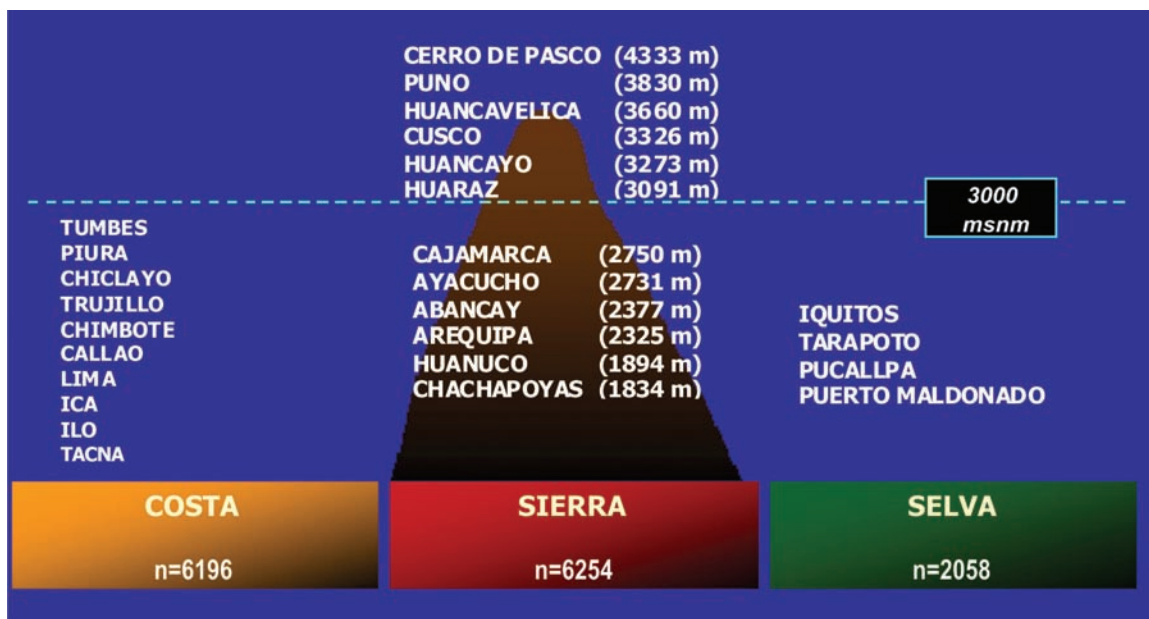 CERRO DE PASCO (4333 m)
PUNO (3830 m)
HUANCAVELICA (3660 m)
CUSCO (3326 m)
HUANCAYO (3273 m)
HUARAZ (3091 m)
3000
msnm
TUMBES
PIURA
CHICLAYO
TRUJILLO
CHIMBOTE
CALLAO
LIMA
ICA
ILO
TACNA
CAJAMARCA (2750 m)
AYACUCHO (2731 m)
ABANCAY (2377 m)
AREQUIPA (2325 m)
HUANUCO (1894 m)
CHACHAPOYAS (1834 m)
IQUITOS
TARAPOTO
PUCALLPA
PUERTO MALDONADO
COSTA
n=6196
SIERRA
n=6254
SELVA
n=2058